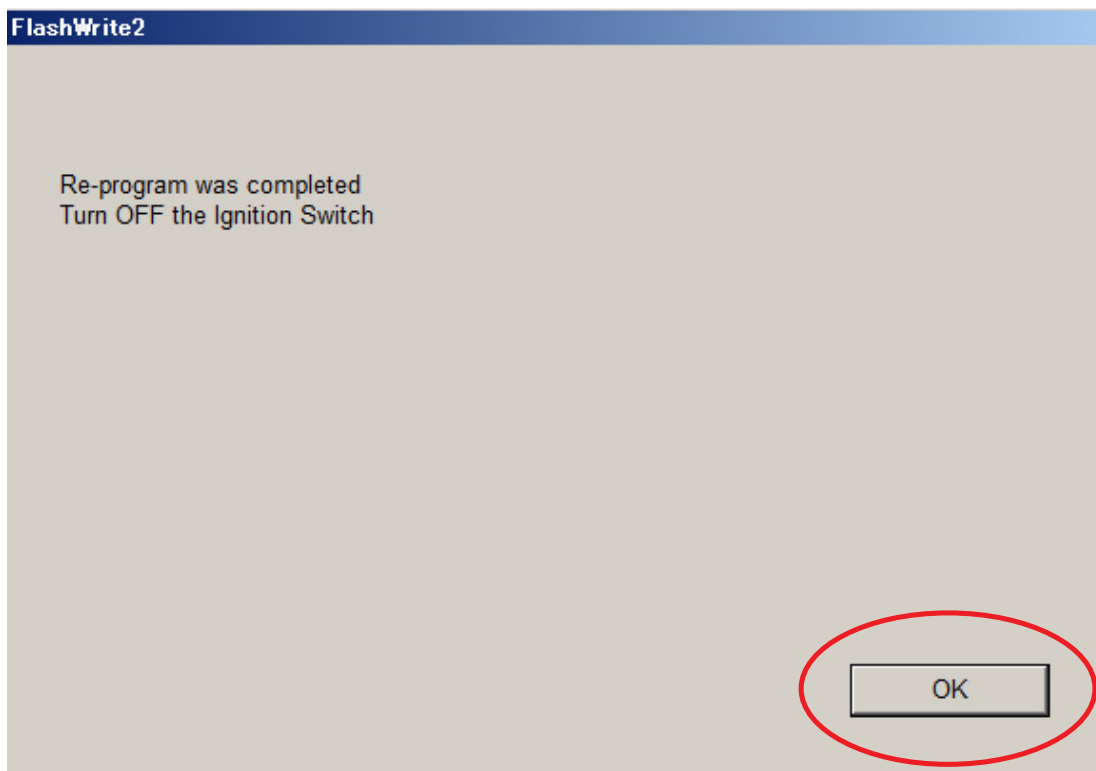 FlashWrite2
Re-program was completed
Turn OFF the Ignition Switch
OK